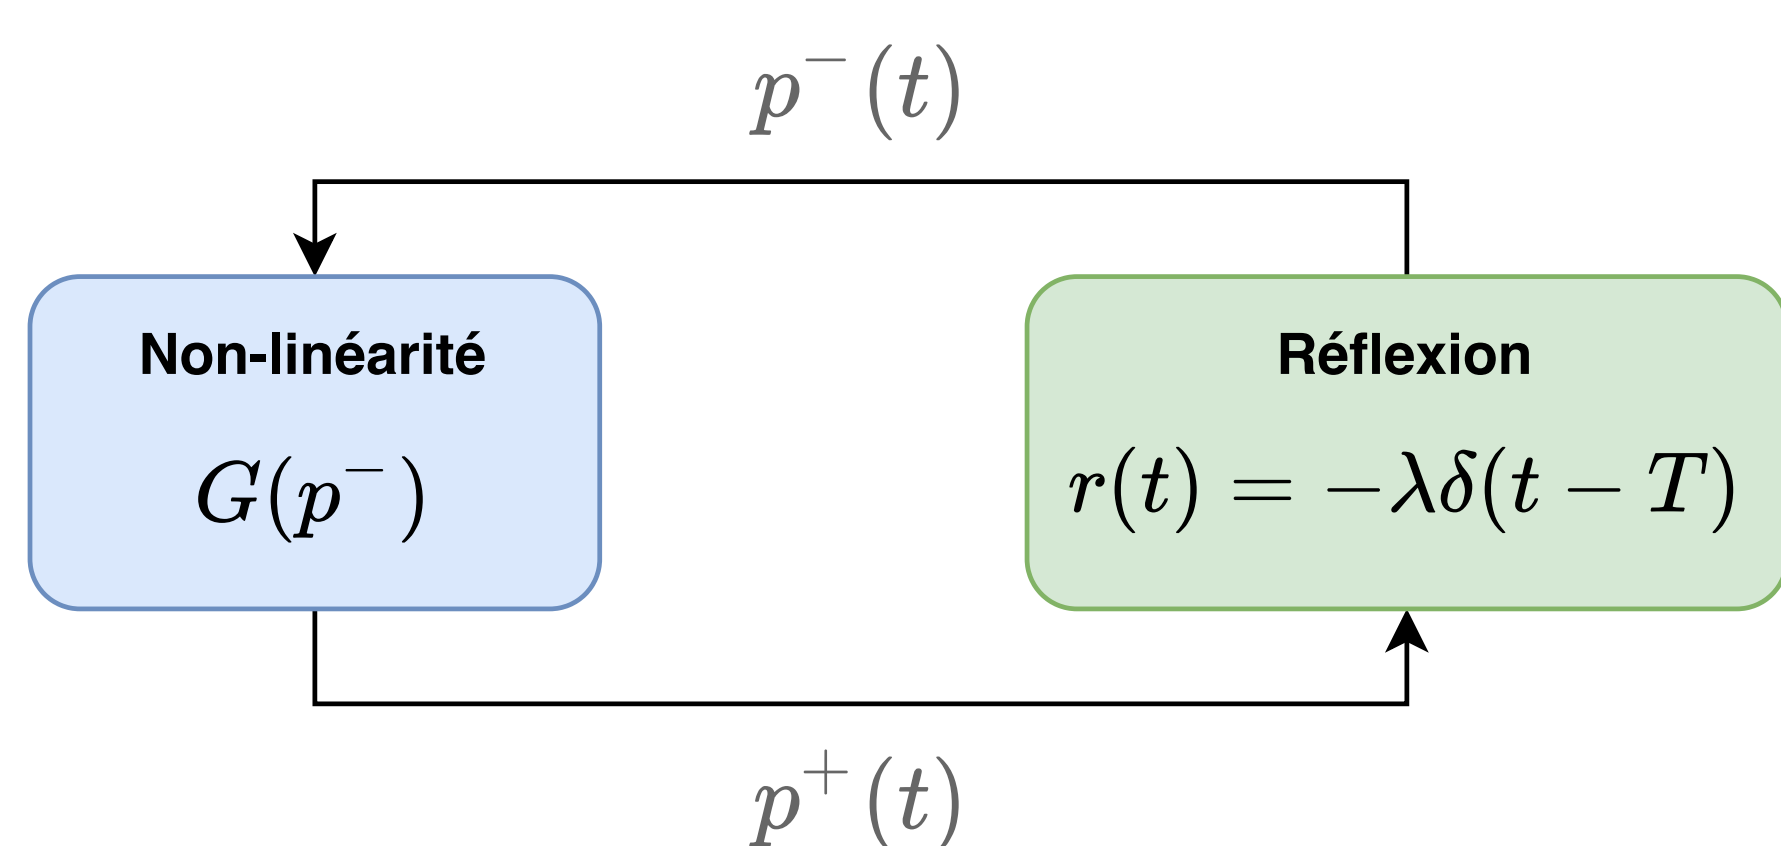 p⁻(t)
Non-linéarité
G(p⁻)
Réflexion
r(t) = −λδ(t − T)
p⁺(t)